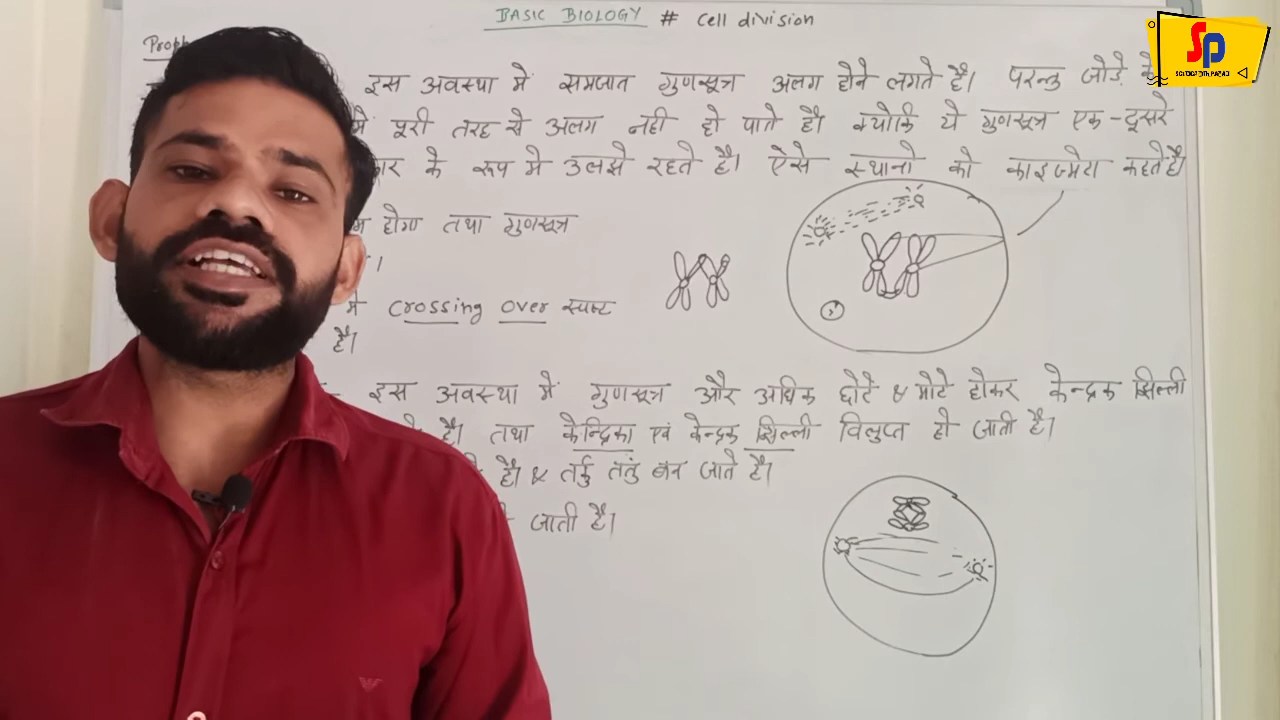 BASIC BIOLOGY # cell division
Proph
इस अवस्था में समजात गुणसूत्र अलग होने लगते है। परन्तु जोड़े के
में पूरी तरह से अलग नही हो पाते है। क्योकि ये गुणसूत्र एक-दूसरे
कार के रूप मे उलझे रहते है। ऐसे स्थानो को काइज्मेटा कहते है।
होगा तथा गुणसूत्र
मे crossing over स्पष्ट
है।
इस अवस्था में गुणसूत्र और अधिक छोटे & मोटे होकर केन्द्रक झिल्ली
है। तथा केन्द्रिका एवं केन्द्रक झिल्ली विलुप्त हो जाती है।
है। & तर्कु तंतु बन जाते है।
जाती है।
SP